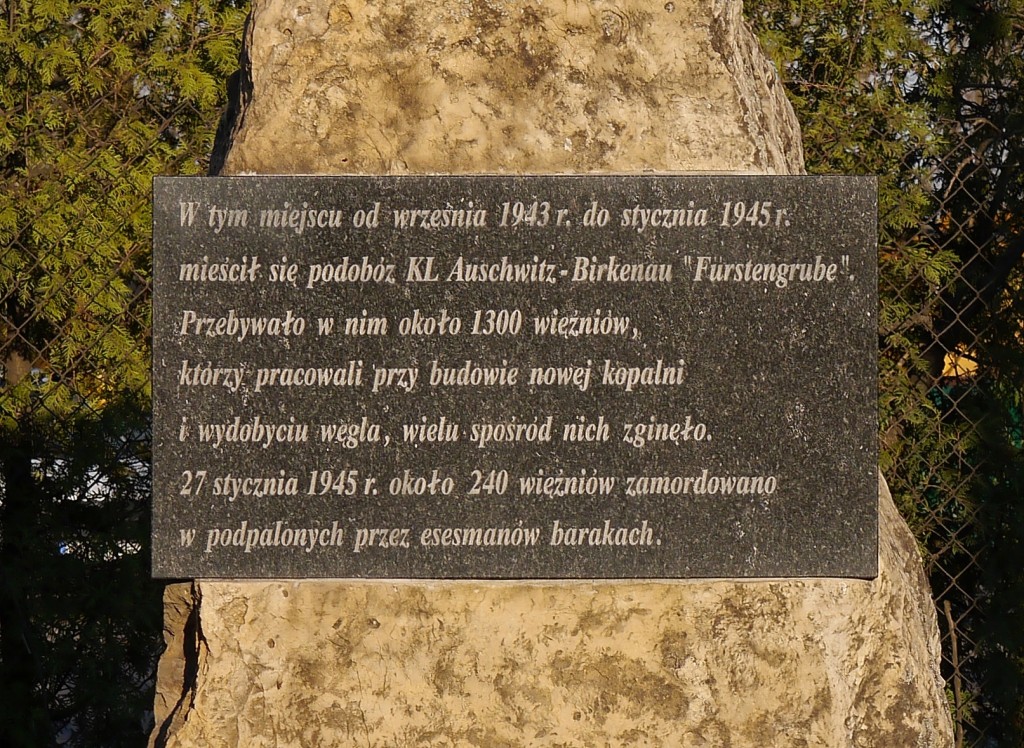 W tym miejscu od września 1943 r. do stycznia 1945 r.
mieścił się podobóz KL Auschwitz-Birkenau "Fürstengrube".
Przebywało w nim około 1300 więźniów,
którzy pracowali przy budowie nowej kopalni
i wydobyciu węgla, wielu spośród nich zginęło.
27 stycznia 1945 r. około 240 więźniów zamordowano
w podpalonych przez esesmanów barakach.